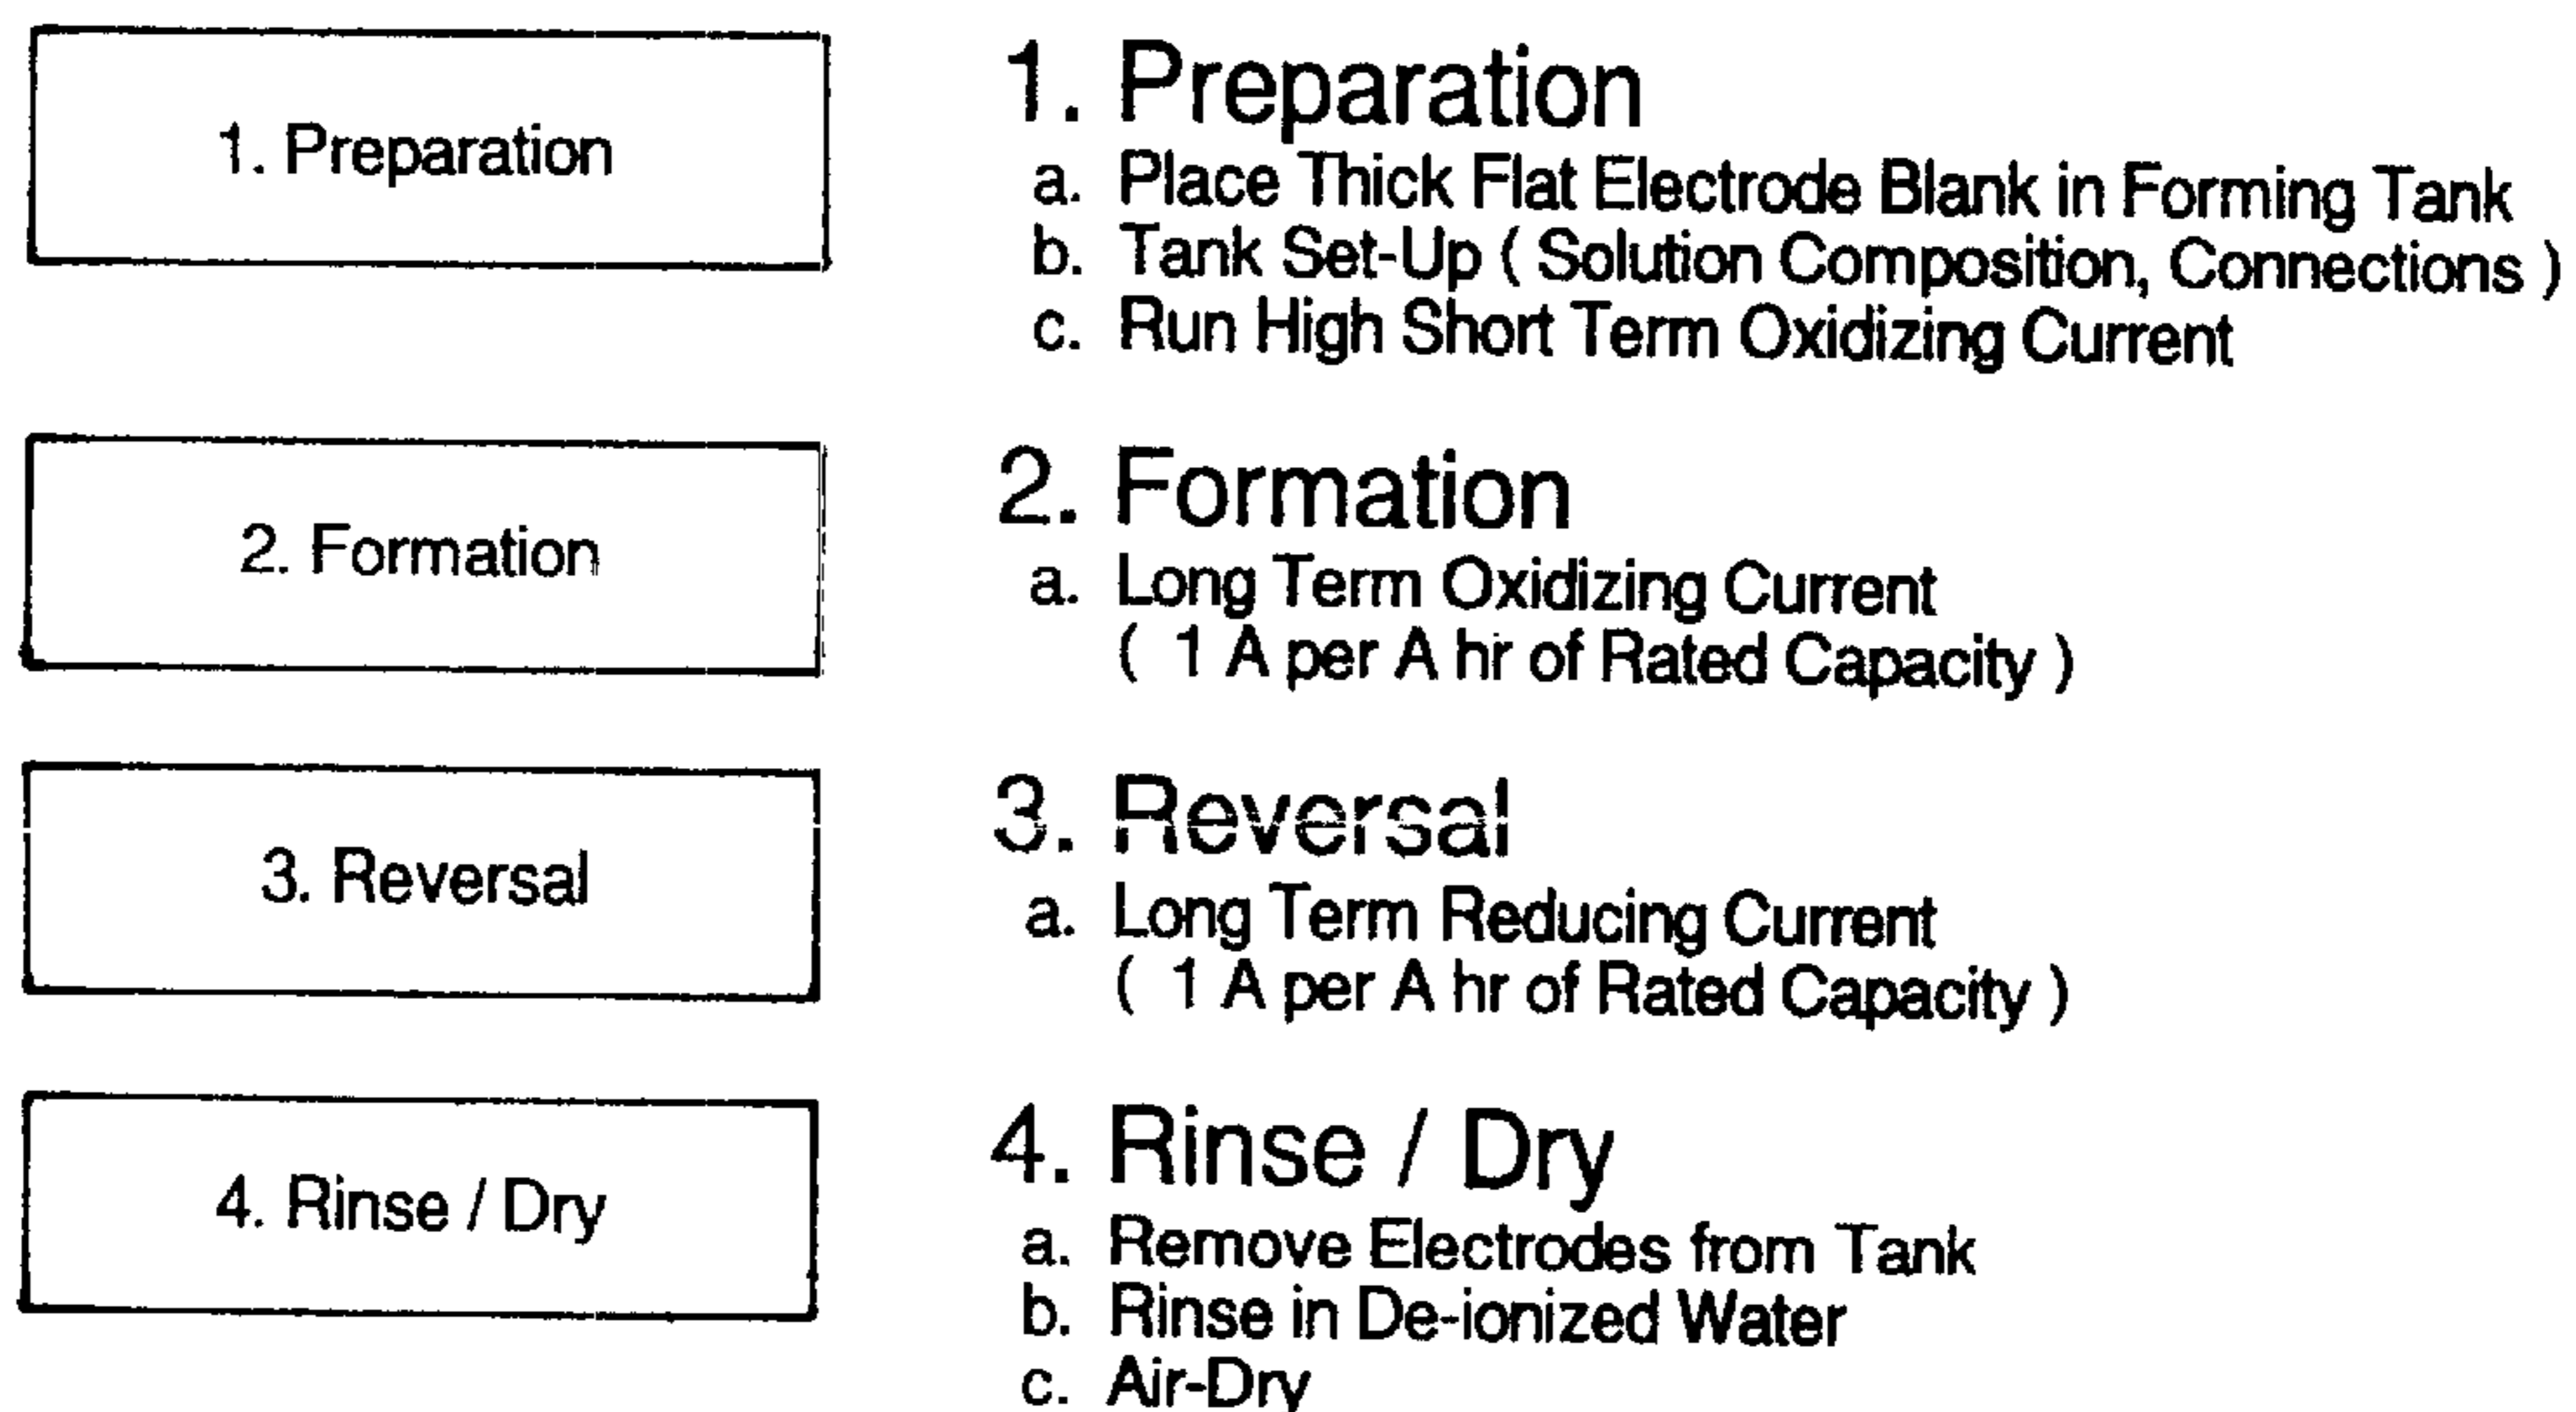 1. Preparation
1. Preparation
a. Place Thick Flat Electrode Blank in Forming Tank
b. Tank Set-Up ( Solution Composition, Connections )
c. Run High Short Term Oxidizing Current
2. Formation
2. Formation
a. Long Term Oxidizing Current
( 1 A per A hr of Rated Capacity )
3. Reversal
3. Reversal
a. Long Term Reducing Current
( 1 A per A hr of Rated Capacity )
4. Rinse / Dry
4. Rinse / Dry
a. Remove Electrodes from Tank
b. Rinse in De-ionized Water
c. Air-Dry